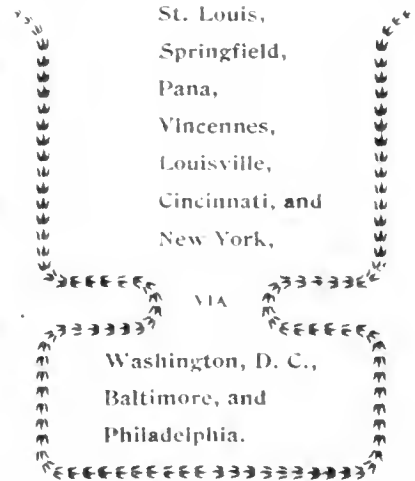 St. Louis,
Springfield,
Pana,
Vincennes,
Louisville,
Cincinnati, and
New York,
VIA
Washington, D. C.,
Baltimore, and
Philadelphia.